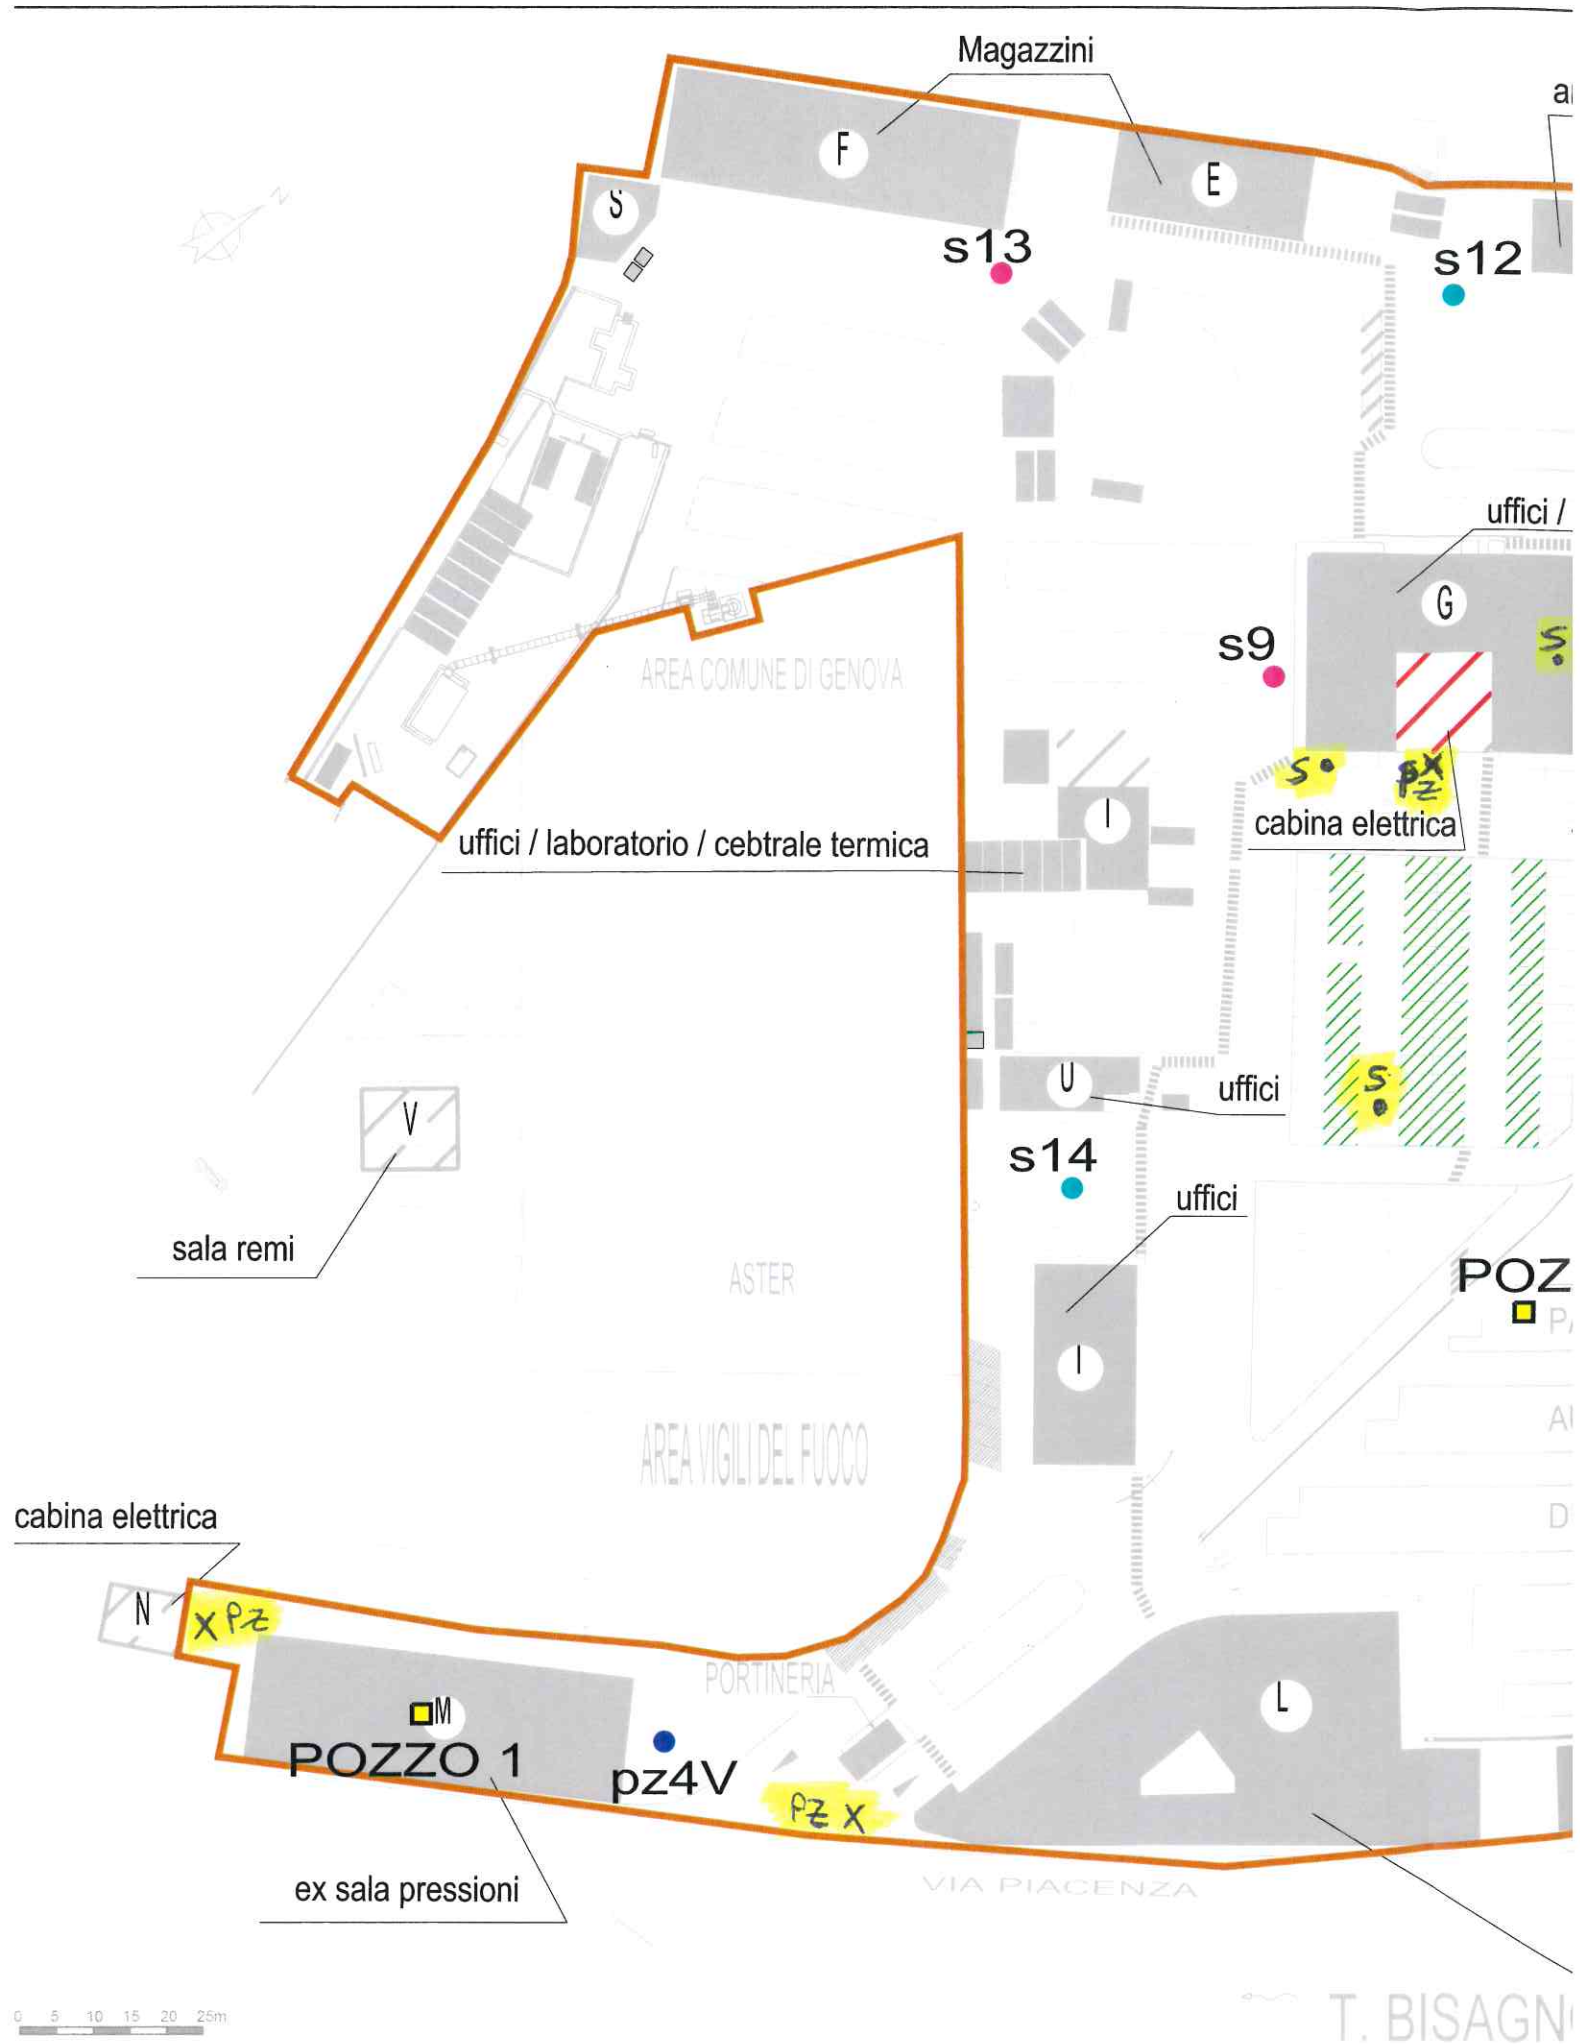 Magazzini
a
F
E
S
N
s13
s12
uffici /
G
s9
S
AREA COMUNE DI GENOVA
S
PZ
cabina elettrica
I
uffici / laboratorio / cebtrale termica
U
uffici
S
V
s14
uffici
sala remi
POZ
ASTER
PA
I
AREA VIGILI DEL FUOCO
cabina elettrica
D
N
X PZ
PORTINERIA
L
M
POZZO 1
pz4V
PZ X
ex sala pressioni
VIA PIACENZA
0 5 10 15 20 25m
T. BISAGN